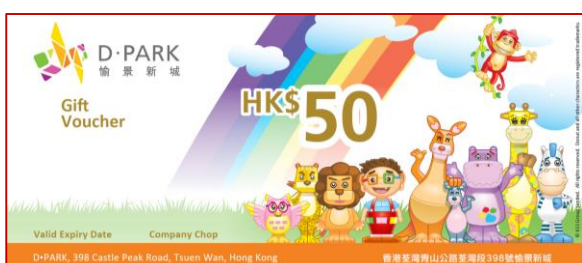 D·PARK
愉景新城
Gift
Voucher
HK$50
Valid Expiry Date Company Chop
D•PARK, 398 Castle Peak Road, Tsuen Wan, Hong Kong
香港荃灣青山公路荃灣段398號愉景新城